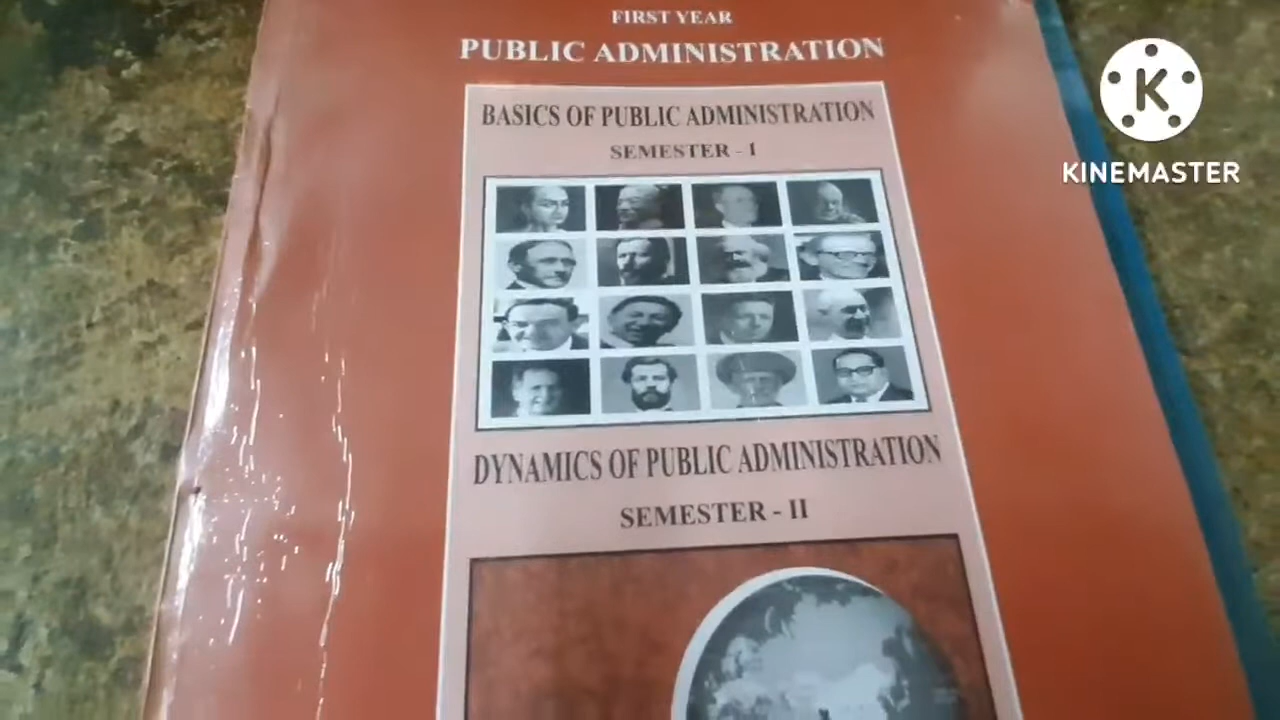 FIRST YEAR
PUBLIC ADMINISTRATION
BASICS OF PUBLIC ADMINISTRATION
SEMESTER - I
DYNAMICS OF PUBLIC ADMINISTRATION
SEMESTER - II
K
KINEMASTER